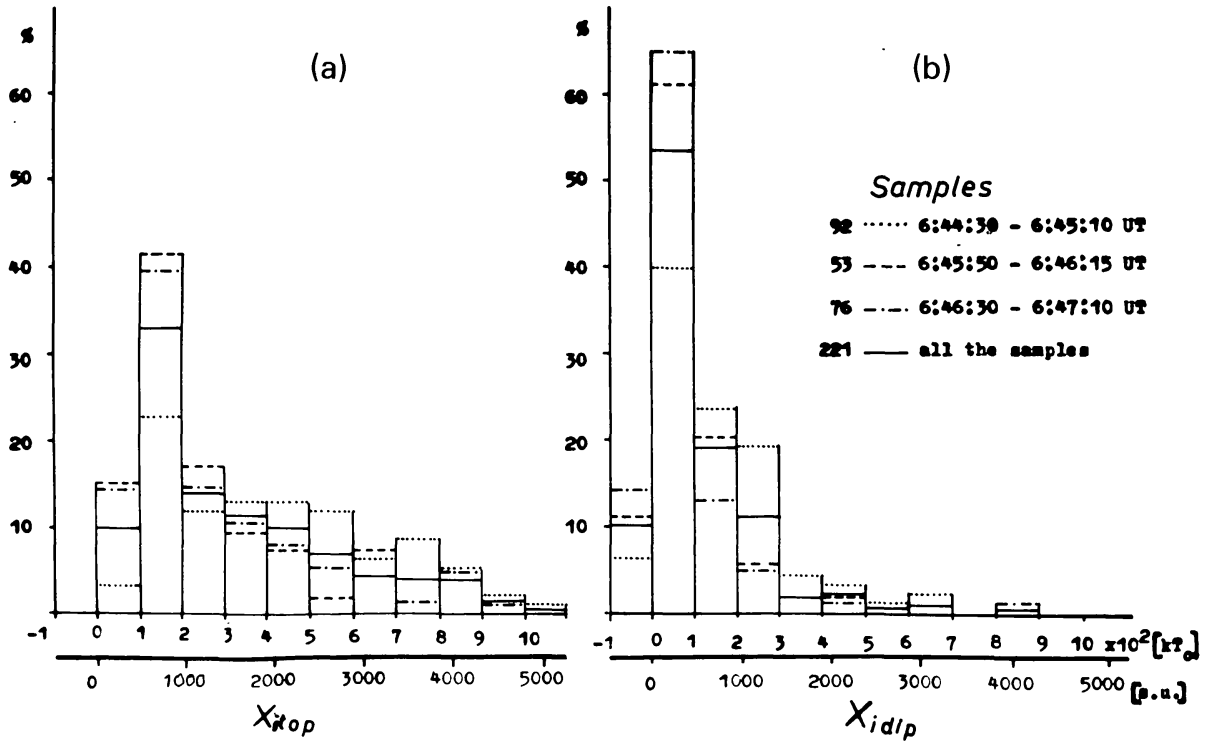 %
(a)
60
50
40
30
20
10
-1 0 1 2 3 4 5 6 7 8 9 10
0 1000 2000 3000 4000 5000
%
(b)
60
50
40
30
20
10
Samples
92 ········ 6:44:30 - 6:45:10 UT
53 ---- 6:45:50 - 6:46:15 UT
76 -·-·- 6:46:30 - 6:47:10 UT
221 —— all the samples
-1 0 1 2 3 4 5 6 7 8 9 10 x10²
0 1000 2000 3000 4000 5000 [s.u.]
X idlp